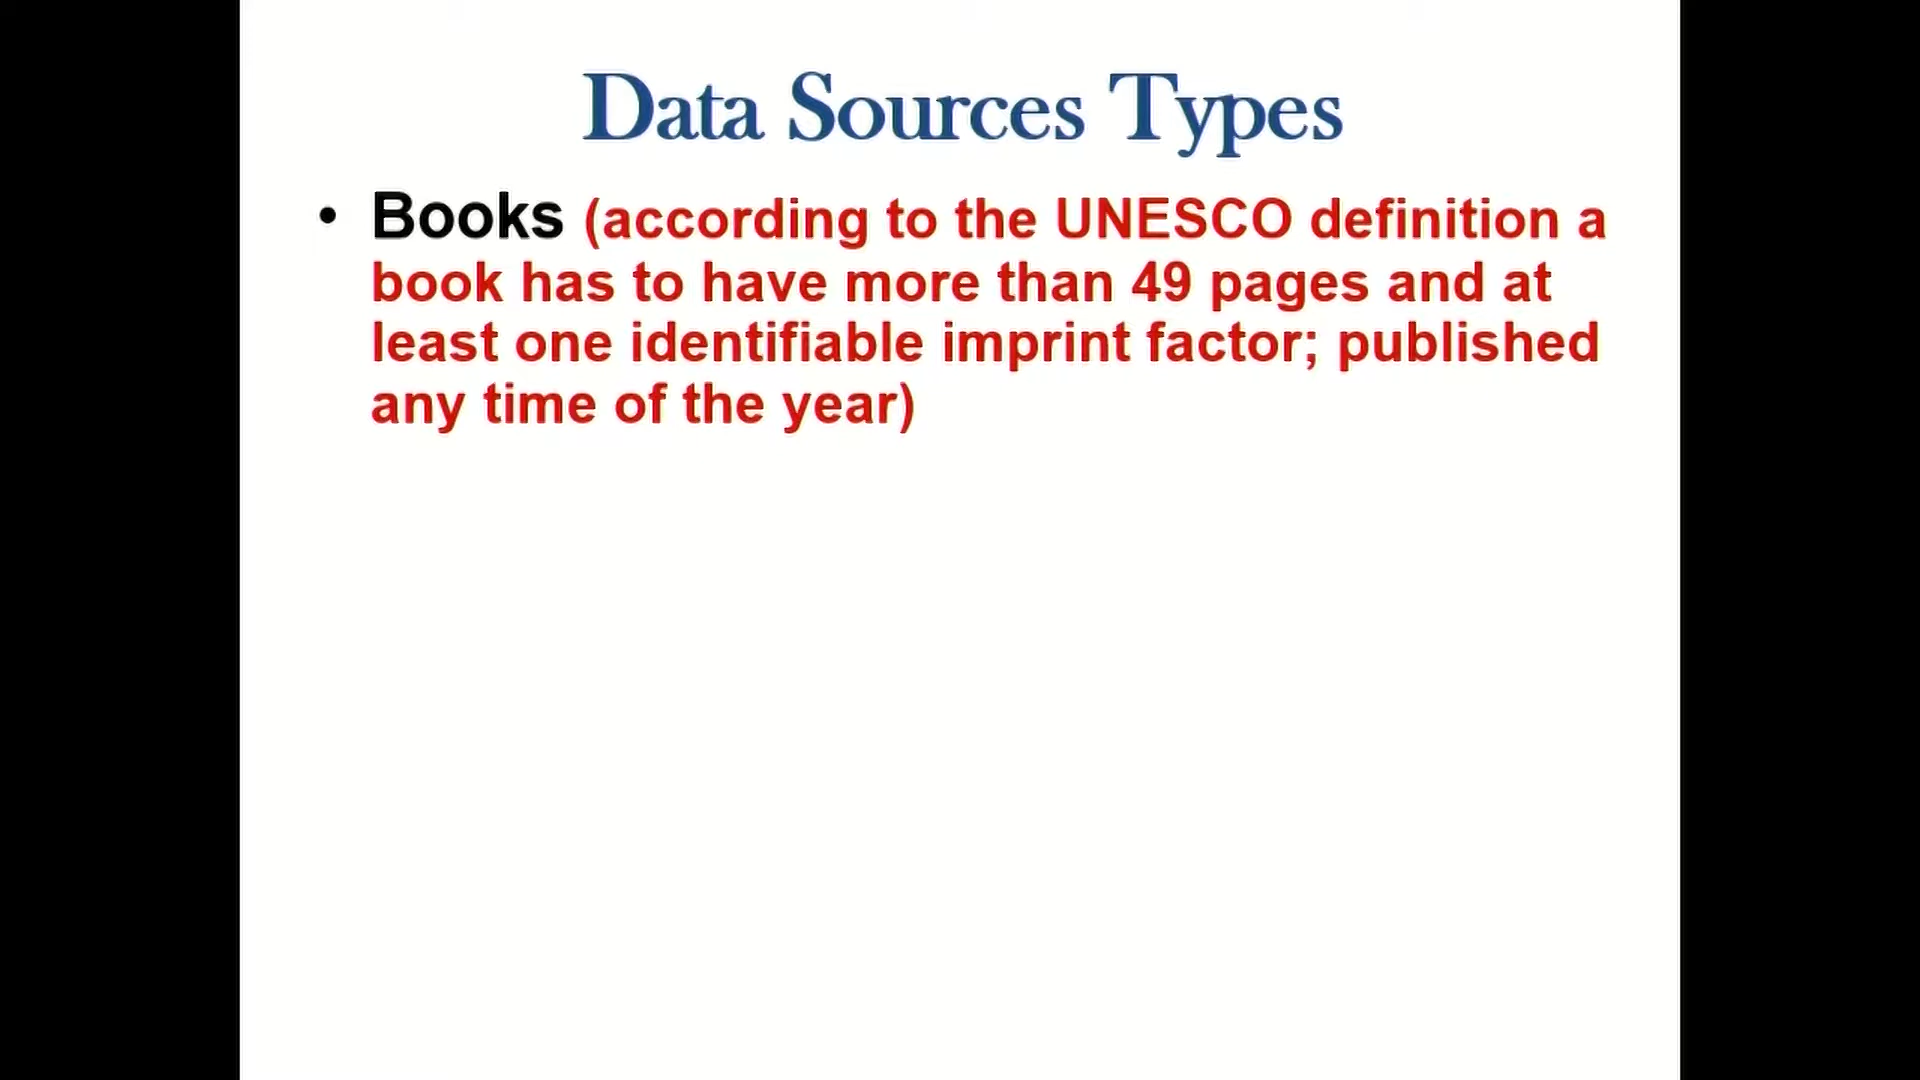 Data Sources Types
• Books (according to the UNESCO definition a
book has to have more than 49 pages and at
least one identifiable imprint factor; published
any time of the year)